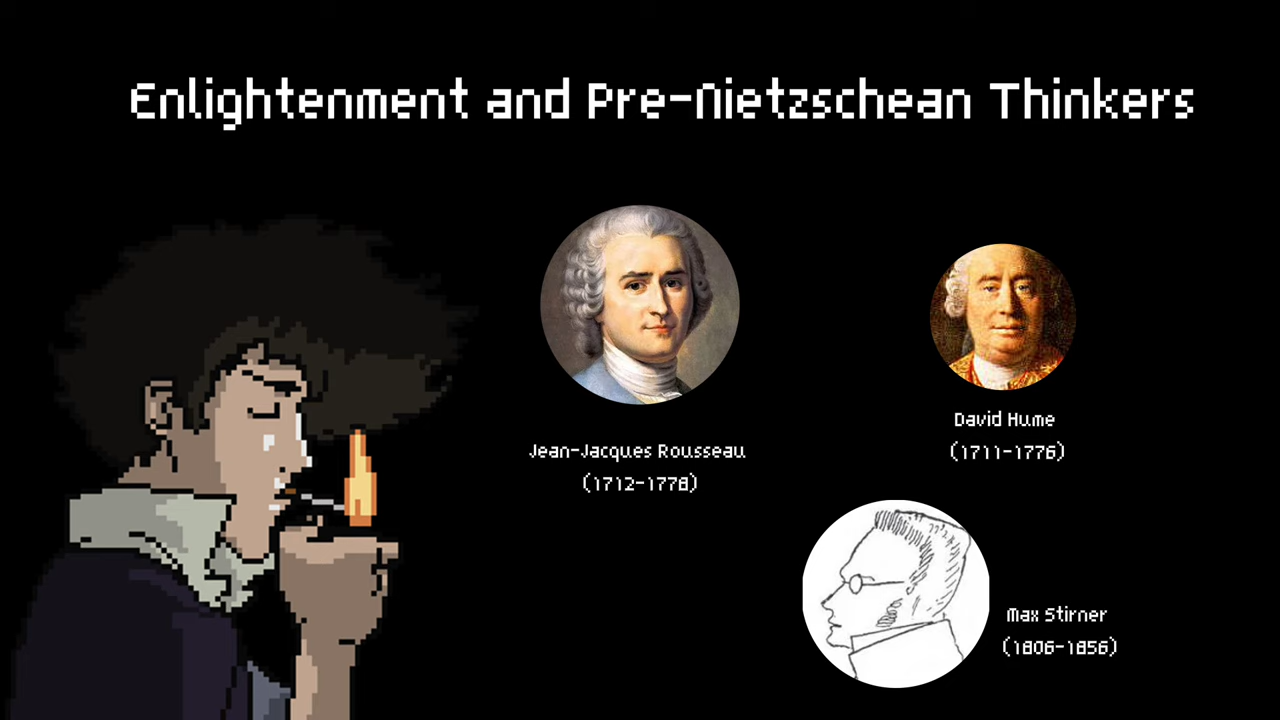 Enlightenment and Pre-Nietzschean Thinkers
Jean-Jacques Rousseau
(1712-1778)
David Hume
(1711-1776)
Max Stirner
(1806-1856)